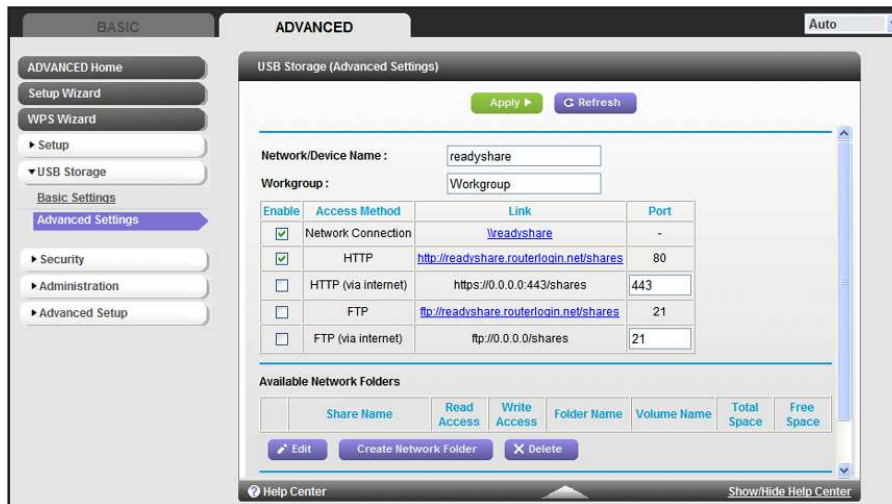 BASIC
ADVANCED
Auto
ADVANCED Home
Setup Wizard
WPS Wizard
Setup
USB Storage
Basic Settings
Advanced Settings
Security
Administration
Advanced Setup
USB Storage (Advanced Settings)
Apply
Refresh
Network/Device Name : readyshare
Workgroup : Workgroup
Enable Access Method Link Port
Network Connection \\readyshare -
HTTP http://readyshare.routerlogin.net/shares 80
HTTP (via internet) https://0.0.0.0:443/shares 443
FTP ftp://readyshare.routerlogin.net/shares 21
FTP (via internet) ftp://0.0.0.0/shares 21
Available Network Folders
Share Name Read Access Write Access Folder Name Volume Name Total Space Free Space
Edit Create Network Folder Delete
Help Center Show/Hide Help Center